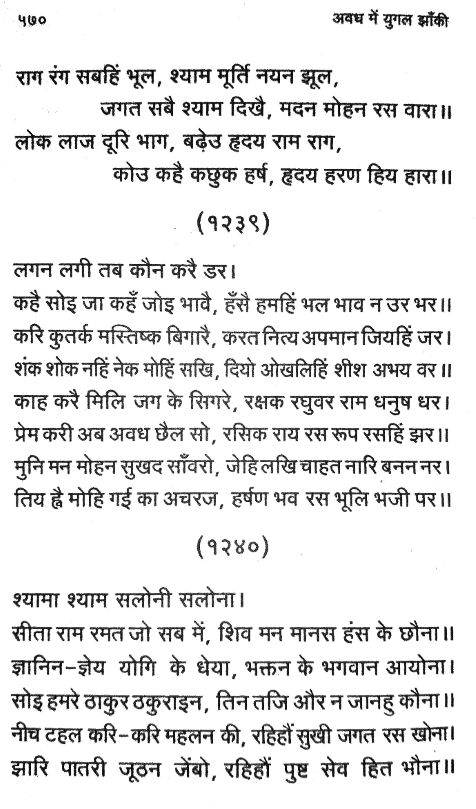 ५७० अवध में युगल झाँकी
राग रंग सबहिं भूल, श्याम मूर्ति नयन झूल,
जगत सबै श्याम दिखै, मदन मोहन रस वारा॥
लोक लाज दूरि भाग, बढ़ेउ हृदय राम राग,
कोउ कहै कछुक हर्ष, हृदय हरण हिय हारा॥
(१२३९)
लगन लगी तब कौन करै डर।
कहै सोइ जा कहँ जोइ भावै, हँसै हमहिं भल भाव न उर भर॥
करि कुतर्क मस्तिष्क बिगारै, करत नित्य अपमान जियहिं जर।
शंक शोक नहिं नेक मोहिं सखि, दियो ओखलिहिं शीश अभय वर॥
काह करै मिलि जग के सिगरे, रक्षक रघुवर राम धनुष धर।
प्रेम करी अब अवध छैल सो, रसिक राय रस रूप रसहिं झर॥
मुनि मन मोहन सुखद साँवरो, जेहि लखि चाहत नारि बनन नर।
तिय ह्वै मोहि गई का अचरज, हर्षण भव रस भूलि भजी पर॥
(१२४०)
श्यामा श्याम सलोनी सलोना।
सीता राम रमत जो सब में, शिव मन मानस हंस के छौना॥
ज्ञानिन-ज्ञेय योगि के धेया, भक्तन के भगवान आयोना।
सोइ हमरे ठाकुर ठकुराइन, तिन तजि और न जानहु कौना॥
नीच टहल करि-करि महलन की, रहिहौं सुखी जगत रस खोना।
झारि पातरी जूठन जेंबो, रहिहौं पुष्ट सेव हित भौना॥